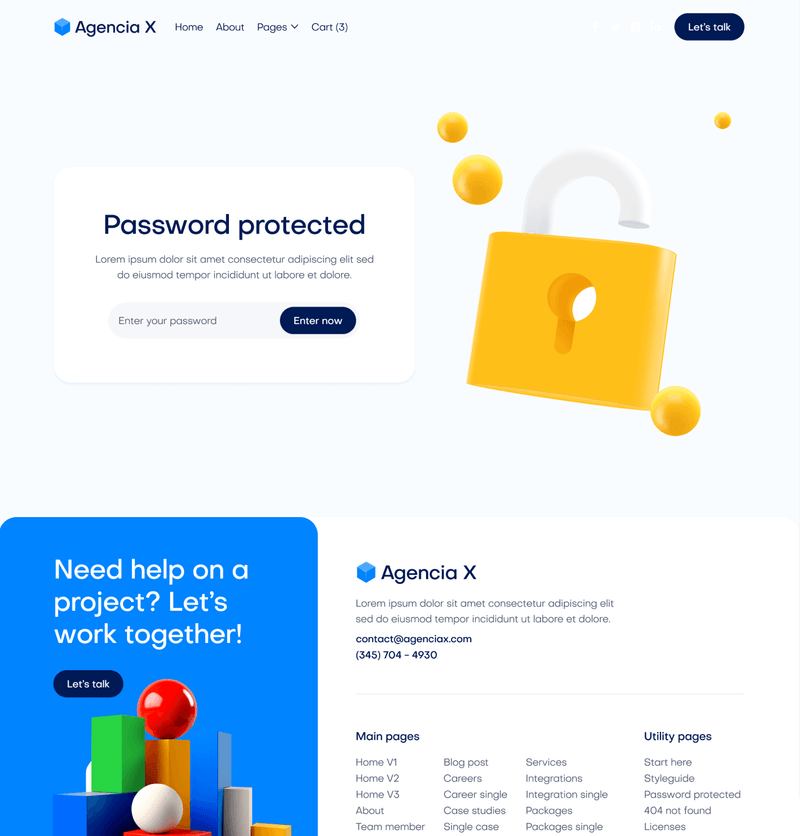 Agencia X Home About Pages Cart (3) Let's talk
Password protected
Lorem ipsum dolor sit amet consectetur adipiscing elit sed
do eiusmod tempor incididunt ut labore et dolore.
Enter your password Enter now
Need help on a
project? Let's
work together!
Let's talk
Agencia X
Lorem ipsum dolor sit amet consectetur adipiscing elit
sed do eiusmod tempor incididunt ut labore et dolore.
contact@agenciax.com
(345) 704 - 4930
Main pages
Home V1
Home V2
Home V3
About
Team member
Blog post
Careers
Career single
Case studies
Single case
Services
Integrations
Integration single
Packages
Packages single
Utility pages
Start here
Styleguide
Password protected
404 not found
Licenses